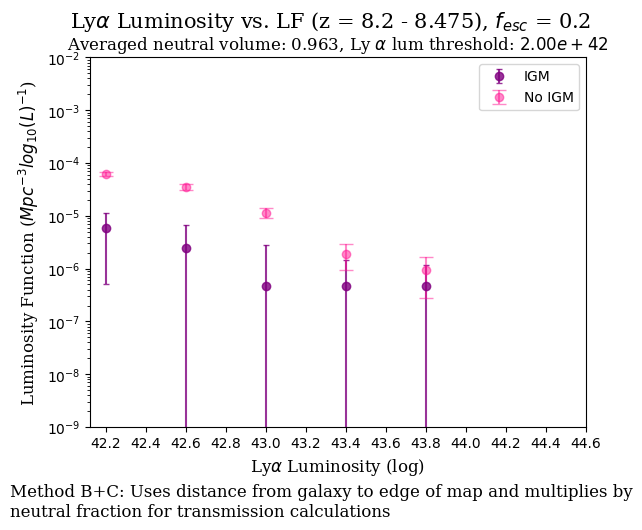 Lyα Luminosity vs. LF (z = 8.2 - 8.475), f_esc = 0.2
Averaged neutral volume: 0.963, Ly α lum threshold: 2.00e + 42
IGM
No IGM
Luminosity Function (Mpc⁻³log₁₀(L)⁻¹)
10⁻²
10⁻³
10⁻⁴
10⁻⁵
10⁻⁶
10⁻⁷
10⁻⁸
10⁻⁹
42.2 42.4 42.6 42.8 43.0 43.2 43.4 43.6 43.8 44.0 44.2 44.4 44.6
Lyα Luminosity (log)
Method B+C: Uses distance from galaxy to edge of map and multiplies by
neutral fraction for transmission calculations